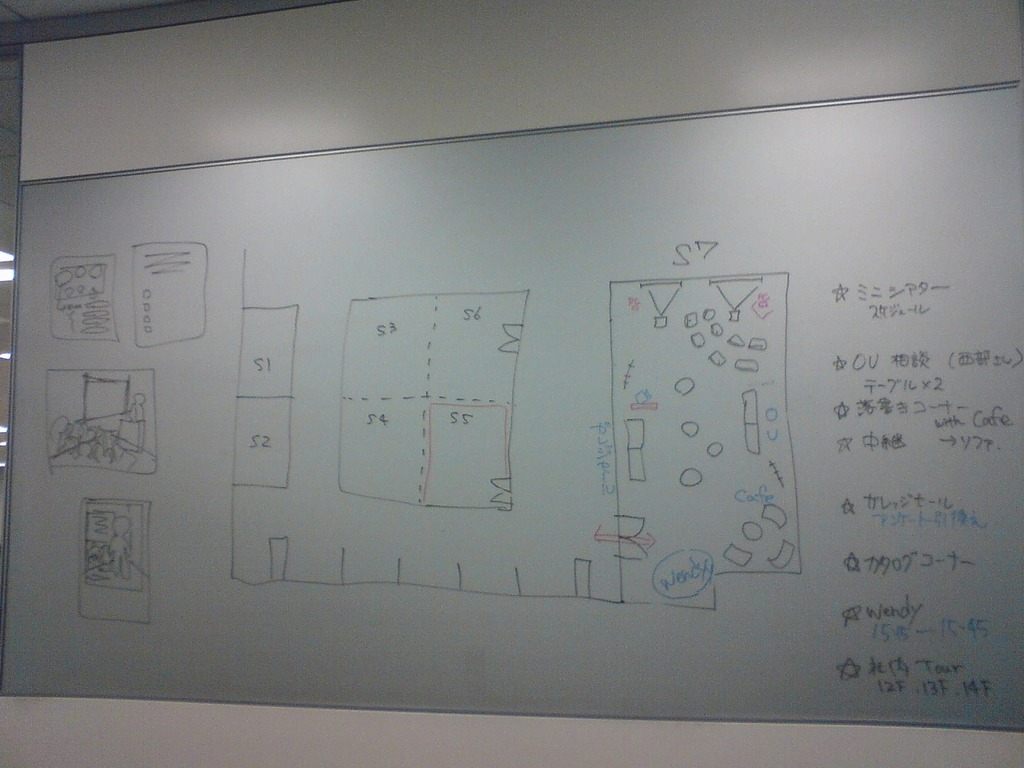 S1
S2
S3
S6
S4
S5
S7
Cafe
Wendy
☆ ミニシアター
スケジュール
☆ OU 相談 (西部さん)
テーブル×2
☆ 落書きコーナー
with Cafe
☆ 中継 → ソファ.
☆ ガレッジセール
アンケート引換え
☆ カタログコーナー
☆ Wendy
15:15 ー 15:45
☆ 社内 Tour
12F.13F.14F